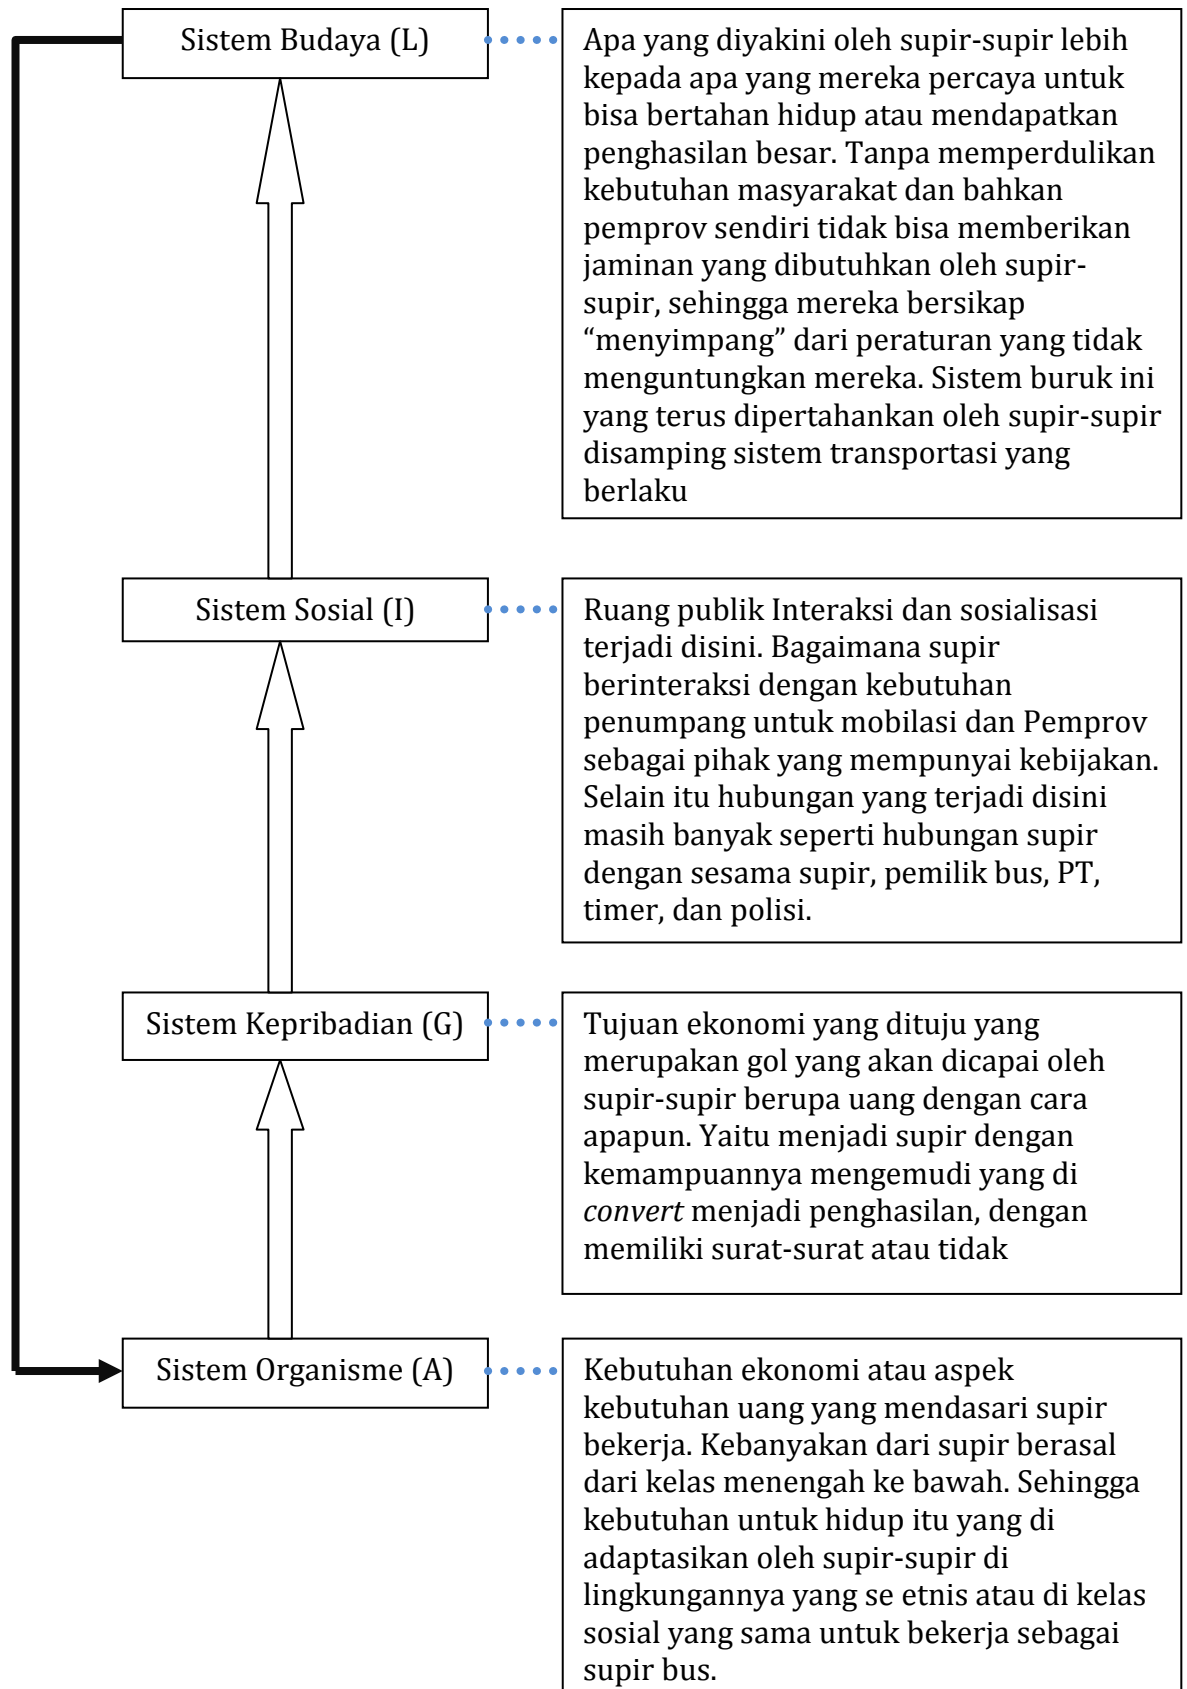 Sistem Budaya (L)
Apa yang diyakini oleh supir-supir lebih
kepada apa yang mereka percaya untuk
bisa bertahan hidup atau mendapatkan
penghasilan besar. Tanpa memperdulikan
kebutuhan masyarakat dan bahkan
pemprov sendiri tidak bisa memberikan
jaminan yang dibutuhkan oleh supir-
supir, sehingga mereka bersikap
“menyimpang” dari peraturan yang tidak
menguntungkan mereka. Sistem buruk ini
yang terus dipertahankan oleh supir-supir
disamping sistem transportasi yang
berlaku
Sistem Sosial (I)
Ruang publik Interaksi dan sosialisasi
terjadi disini. Bagaimana supir
berinteraksi dengan kebutuhan
penumpang untuk mobilasi dan Pemprov
sebagai pihak yang mempunyai kebijakan.
Selain itu hubungan yang terjadi disini
masih banyak seperti hubungan supir
dengan sesama supir, pemilik bus, PT,
timer, dan polisi.
Sistem Kepribadian (G)
Tujuan ekonomi yang dituju yang
merupakan gol yang akan dicapai oleh
supir-supir berupa uang dengan cara
apapun. Yaitu menjadi supir dengan
kemampuannya mengemudi yang di
convert menjadi penghasilan, dengan
memiliki surat-surat atau tidak
Sistem Organisme (A)
Kebutuhan ekonomi atau aspek
kebutuhan uang yang mendasari supir
bekerja. Kebanyakan dari supir berasal
dari kelas menengah ke bawah. Sehingga
kebutuhan untuk hidup itu yang di
adaptasikan oleh supir-supir di
lingkungannya yang se etnis atau di kelas
sosial yang sama untuk bekerja sebagai
supir bus.